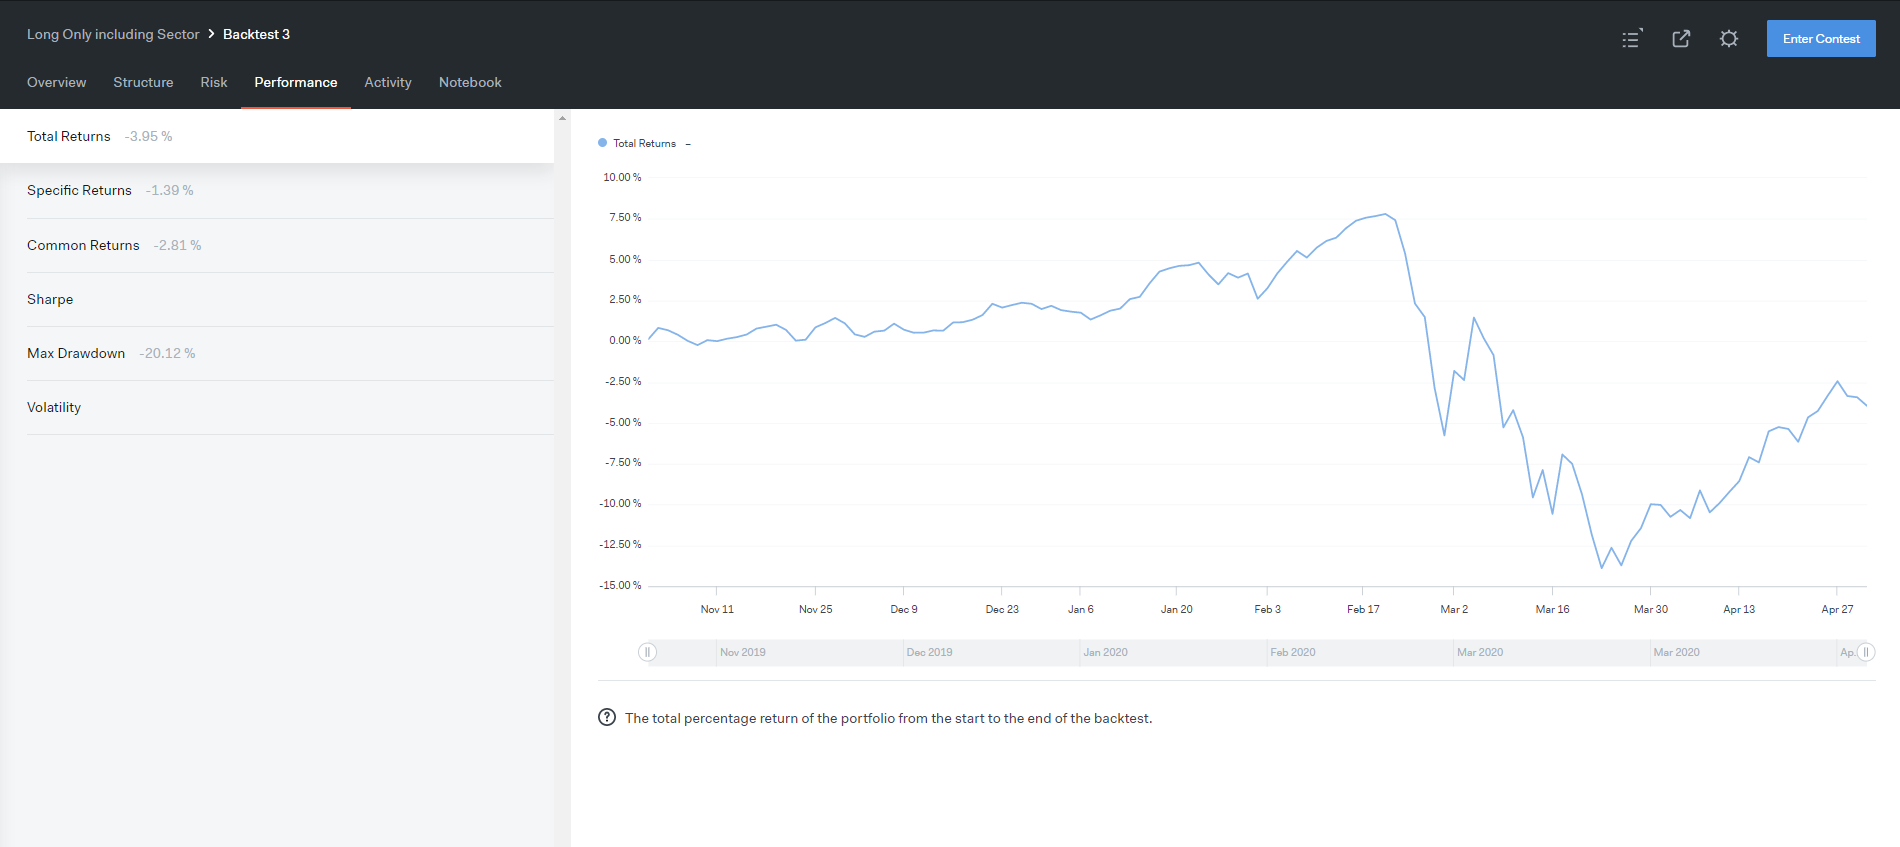 Long Only including Sector > Backtest 3
Enter Contest
Overview Structure Risk Performance Activity Notebook
Total Returns -3.95 %
Specific Returns -1.39 %
Common Returns -2.81 %
Sharpe
Max Drawdown -20.12 %
Volatility
Total Returns –
10.00 %
7.50 %
5.00 %
2.50 %
0.00 %
-2.50 %
-5.00 %
-7.50 %
-10.00 %
-12.50 %
-15.00 %
Nov 11 Nov 25 Dec 9 Dec 23 Jan 6 Jan 20 Feb 3 Feb 17 Mar 2 Mar 16 Mar 30 Apr 13 Apr 27
Nov 2019 Dec 2019 Jan 2020 Feb 2020 Mar 2020 Mar 2020 Ap..
? The total percentage return of the portfolio from the start to the end of the backtest.